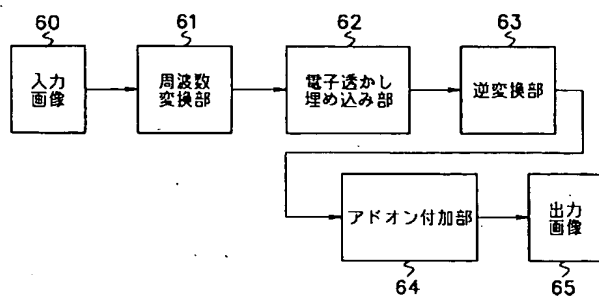 60
61
62
63
入力
画像
周波数
変換部
電子透かし
埋め込み部
逆変換部
アドオン付加部
出力
画像
64
65